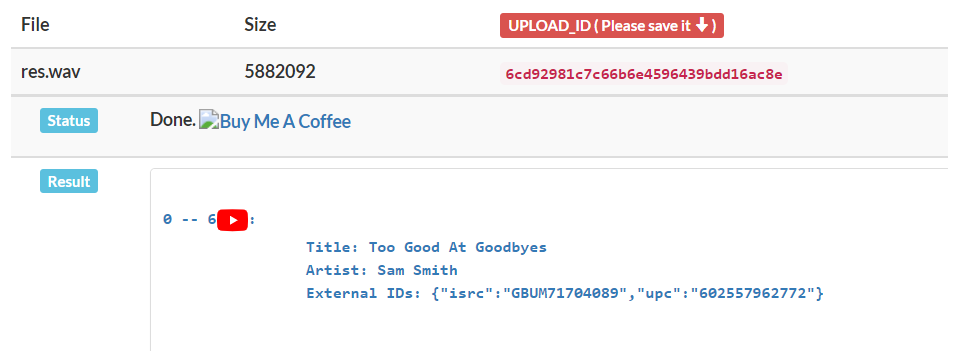 File Size UPLOAD_ID ( Please save it ⬇ )
res.wav 5882092 6cd92981c7c66b6e4596439bdd16ac8e
Status Done. Buy Me A Coffee
Result
0 -- 6 :
Title: Too Good At Goodbyes
Artist: Sam Smith
External IDs: {"isrc":"GBUM71704089","upc":"602557962772"}